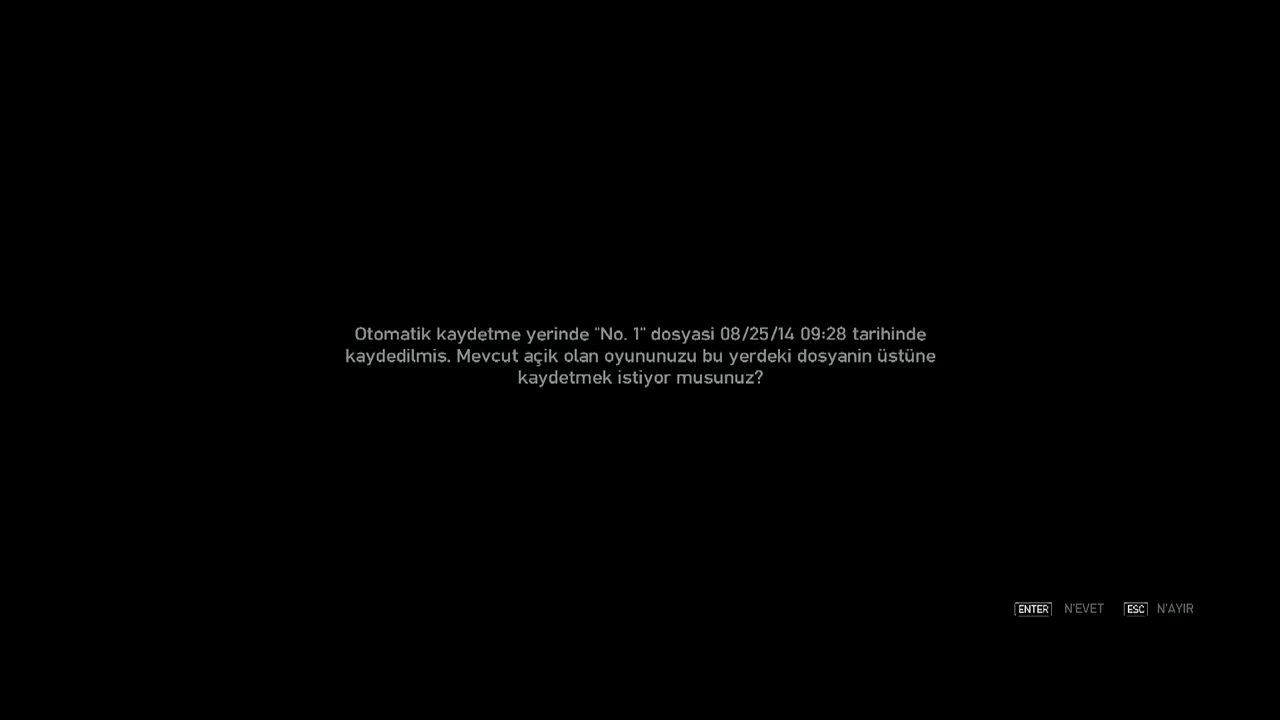 Otomatik kaydetme yerinde "No. 1" dosyasi 08/25/14 09:28 tarihinde
kaydedilmis. Mevcut açik olan oyununuzu bu yerdeki dosyanin üstüne
kaydetmek istiyor musunuz?
ENTER N'EVET ESC N'AYIR